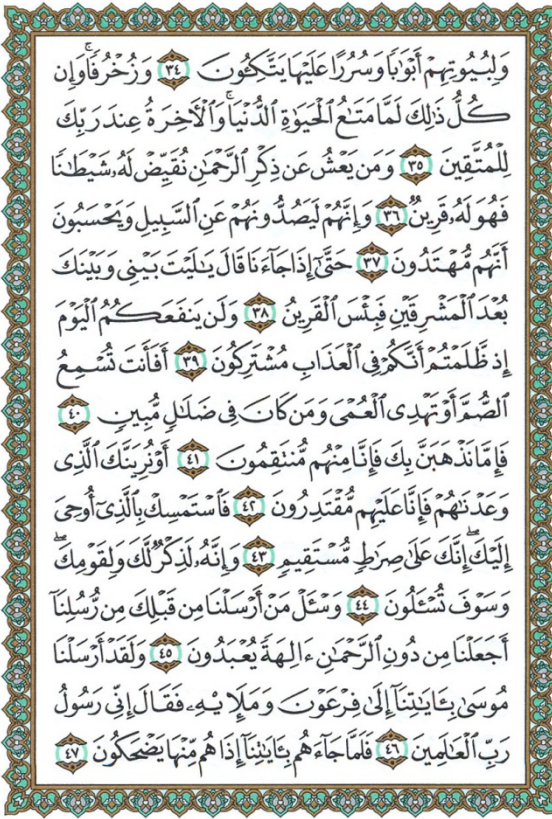 وَلِبُيُوتِهِمْ أَبْوَٰبًا وَسُرُرًا عَلَيْهَا يَتَّكِـُٔونَ ٣٤ وَزُخْرُفًا ۚ وَإِن
كُلُّ ذَٰلِكَ لَمَّا مَتَـٰعُ ٱلْحَيَوٰةِ ٱلدُّنْيَا ۚ وَٱلْـَٔاخِرَةُ عِندَ رَبِّكَ
لِلْمُتَّقِينَ ٣٥ وَمَن يَعْشُ عَن ذِكْرِ ٱلرَّحْمَـٰنِ نُقَيِّضْ لَهُۥ شَيْطَـٰنًا
فَهُوَ لَهُۥ قَرِينٌ ٣٦ وَإِنَّهُمْ لَيَصُدُّونَهُمْ عَنِ ٱلسَّبِيلِ وَيَحْسَبُونَ
أَنَّهُم مُّهْتَدُونَ ٣٧ حَتَّىٰٓ إِذَا جَآءَنَا قَالَ يَـٰلَيْتَ بَيْنِى وَبَيْنَكَ
بُعْدَ ٱلْمَشْرِقَيْنِ فَبِئْسَ ٱلْقَرِينُ ٣٨ وَلَن يَنفَعَكُمُ ٱلْيَوْمَ
إِذ ظَّلَمْتُمْ أَنَّكُمْ فِى ٱلْعَذَابِ مُشْتَرِكُونَ ٣٩ أَفَأَنتَ تُسْمِعُ
ٱلصُّمَّ أَوْ تَهْدِى ٱلْعُمْىَ وَمَن كَانَ فِى ضَلَـٰلٍ مُّبِينٍ ٤٠
فَإِمَّا نَذْهَبَنَّ بِكَ فَإِنَّا مِنْهُم مُّنتَقِمُونَ ٤١ أَوْ نُرِيَنَّكَ ٱلَّذِى
وَعَدْنَـٰهُمْ فَإِنَّا عَلَيْهِم مُّقْتَدِرُونَ ٤٢ فَٱسْتَمْسِكْ بِٱلَّذِىٓ أُوحِىَ
إِلَيْكَ ۖ إِنَّكَ عَلَىٰ صِرَٰطٍ مُّسْتَقِيمٍ ٤٣ وَإِنَّهُۥ لَذِكْرٌ لَّكَ وَلِقَوْمِكَ ۖ
وَسَوْفَ تُسْـَٔلُونَ ٤٤ وَسْـَٔلْ مَنْ أَرْسَلْنَا مِن قَبْلِكَ مِن رُّسُلِنَآ
أَجَعَلْنَا مِن دُونِ ٱلرَّحْمَـٰنِ ءَالِهَةً يُعْبَدُونَ ٤٥ وَلَقَدْ أَرْسَلْنَا
مُوسَىٰ بِـَٔايَـٰتِنَآ إِلَىٰ فِرْعَوْنَ وَمَلَإِي۟هِۦ فَقَالَ إِنِّى رَسُولُ
رَبِّ ٱلْعَـٰلَمِينَ ٤٦ فَلَمَّا جَآءَهُم بِـَٔايَـٰتِنَآ إِذَا هُم مِّنْهَا يَضْحَكُونَ ٤٧